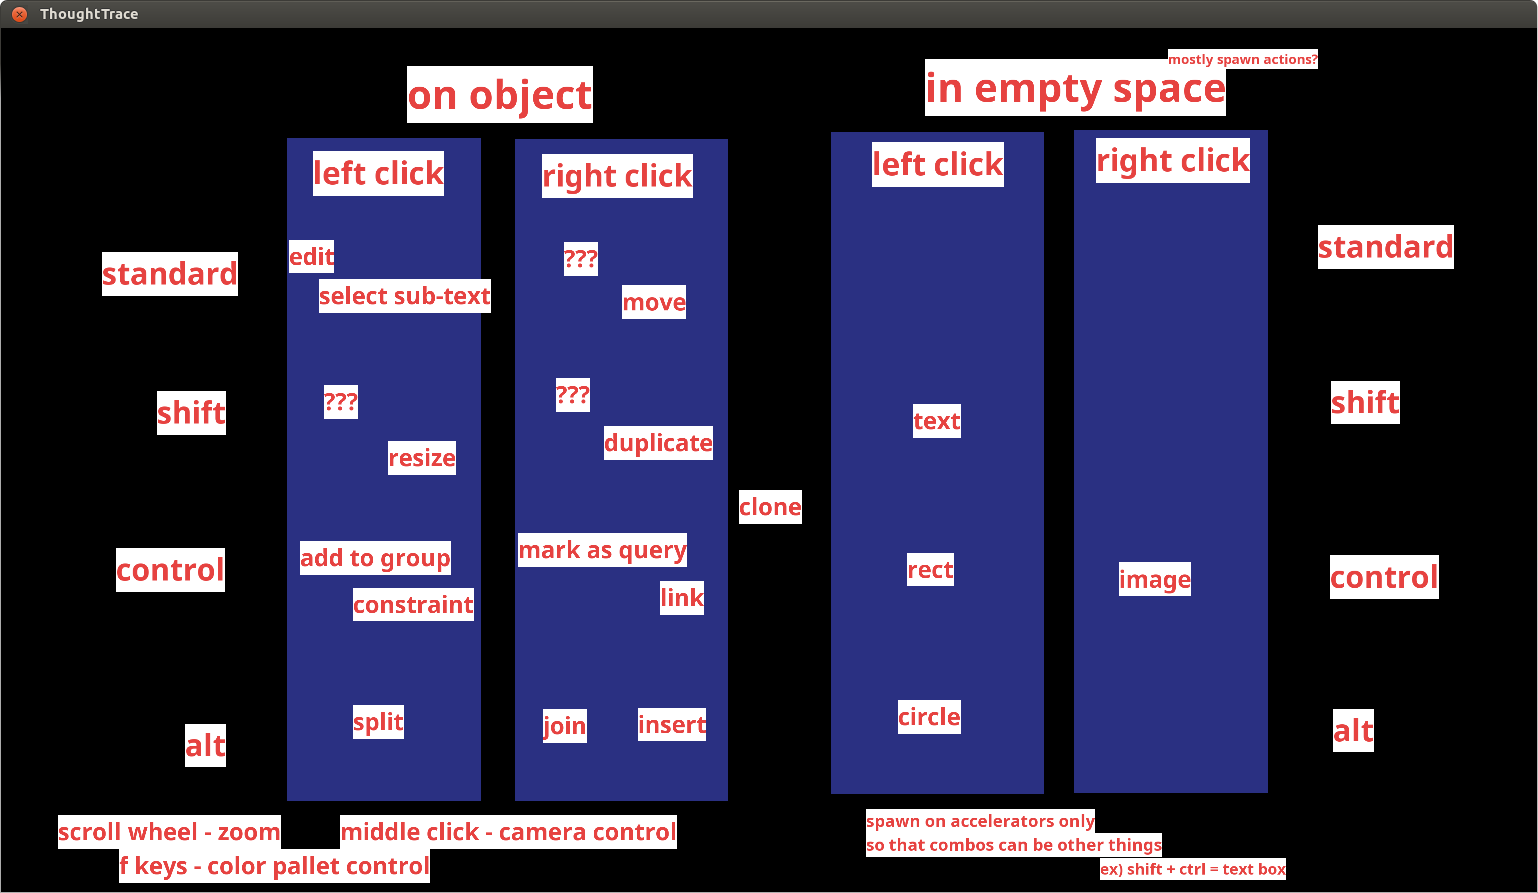 ThoughtTrace
mostly spawn actions?
on object
in empty space
left click
right click
left click
right click
standard
edit
select sub-text
???
move
standard
shift
???
resize
???
duplicate
text
shift
clone
control
add to group
constraint
mark as query
link
rect
image
control
alt
split
join
insert
circle
alt
scroll wheel - zoom
middle click - camera control
f keys - color pallet control
spawn on accelerators only
so that combos can be other things
ex) shift + ctrl = text box